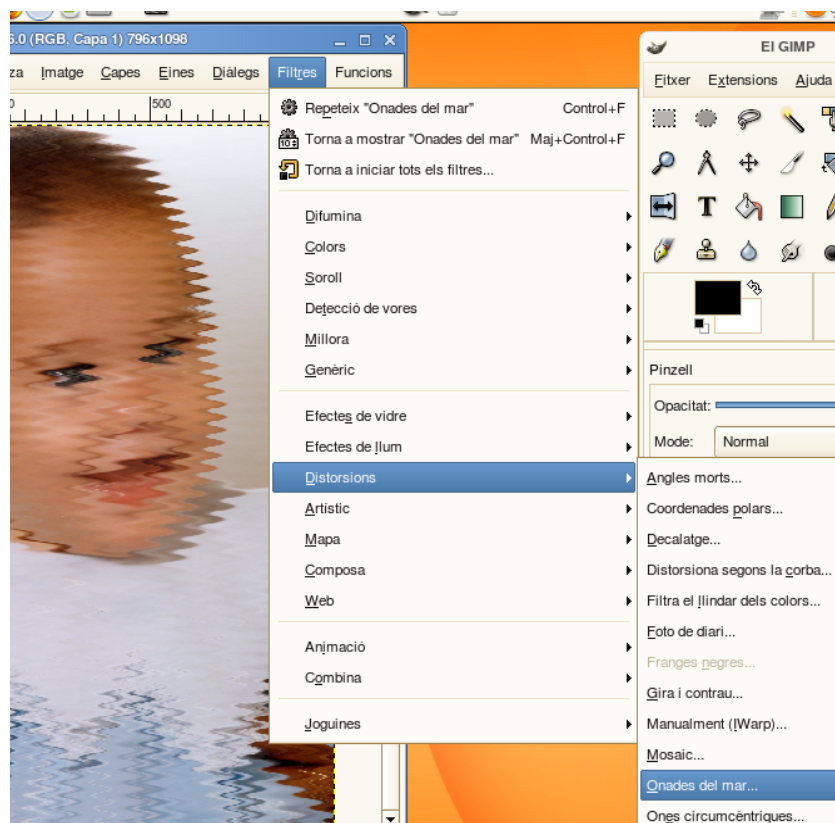 6.0 (RGB, Capa 1) 796x1098
za Imatge Capes Eines Diàlegs Filtres Funcions
0 500
Repeteix "Onades del mar" Control+F
Torna a mostrar "Onades del mar" Maj+Control+F
Torna a iniciar tots els filtres...
Difumina
Colors
Soroll
Detecció de vores
Millora
Genèric
Efectes de vidre
Efectes de llum
Distorsions
Artístic
Mapa
Composa
Web
Animació
Combina
Joguines
El GIMP
Fitxer Extensions Ajuda
Pinzell
Opacitat:
Mode: Normal
Angles morts...
Coordenades polars...
Decalatge...
Distorsiona segons la corba...
Filtra el llindar dels colors...
Foto de diari...
Franges negres...
Gira i contrau...
Manualment (IWarp)...
Mosaic...
Onades del mar...
Ones circumcèntriques...